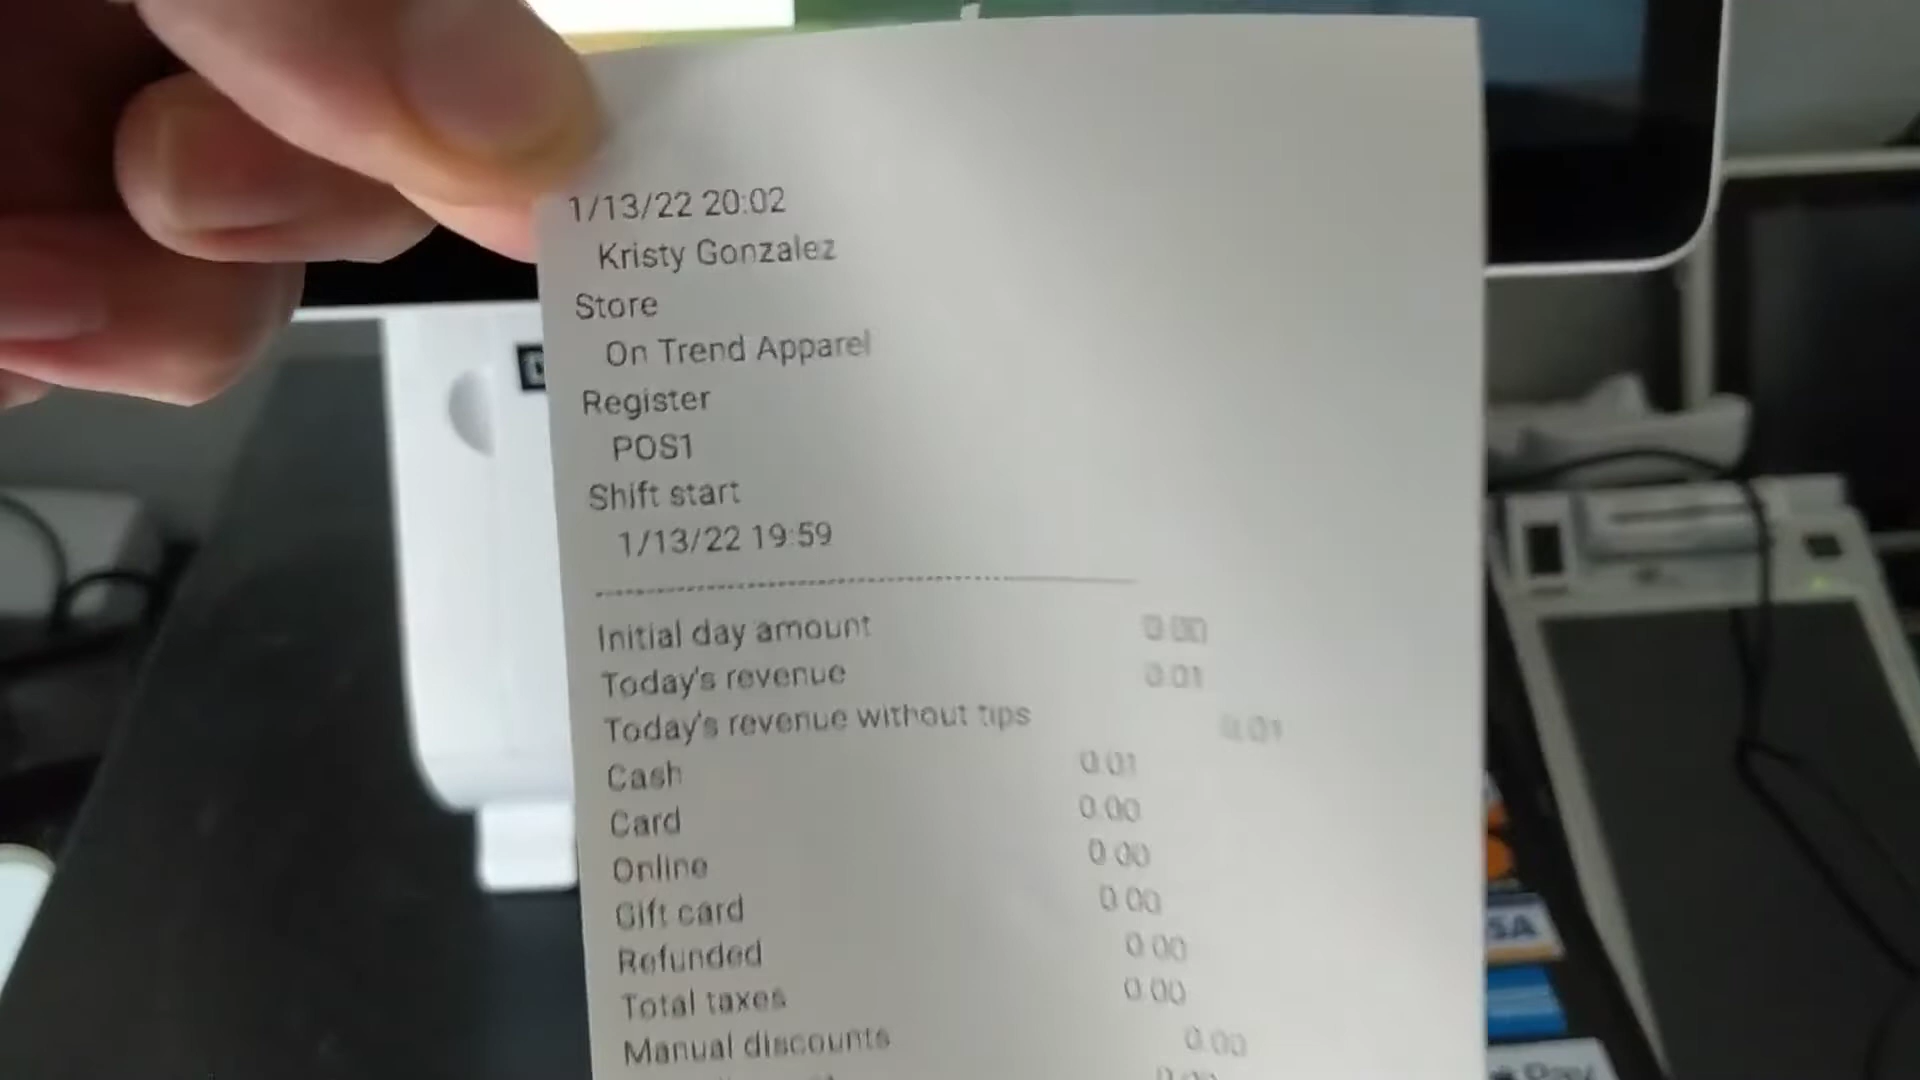 1/13/22 20:02
Kristy Gonzalez
Store
On Trend Apparel
Register
POS1
Shift start
1/13/22 19:59
Initial day amount 0.00
Today's revenue 0.01
Today's revenue without tips 0.01
Cash 0.01
Card 0.00
Online 0.00
Gift card 0.00
Refunded 0.00
Total taxes 0.00
Manual discounts 0.00